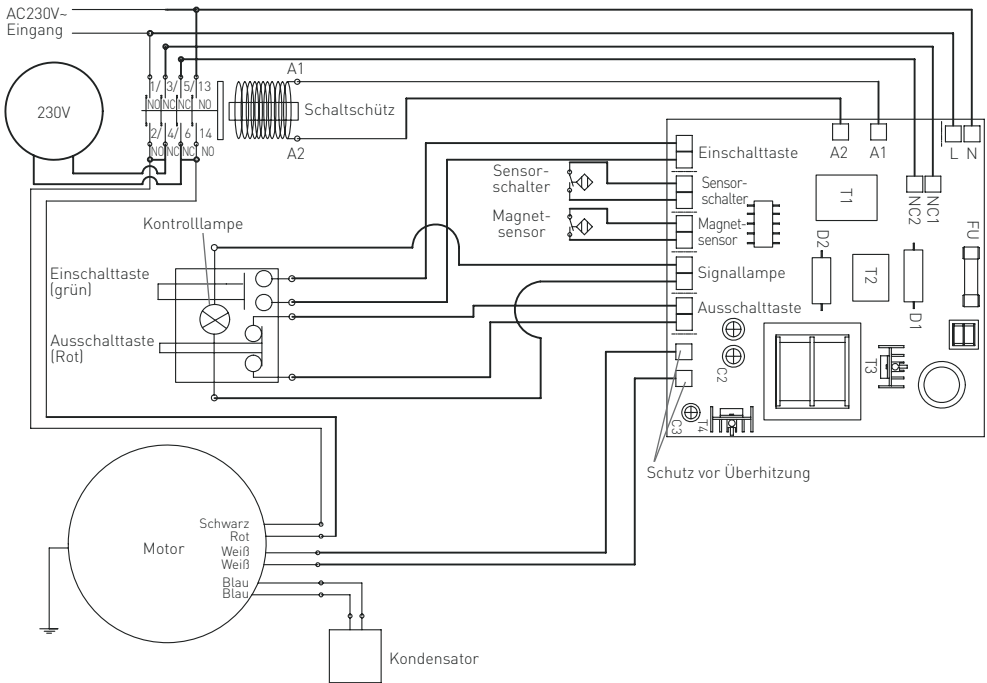 AC230V~
Eingang
230V
1/ 3/ 5/ 13
NO NC NC NO
2/ 4/ 6 14
NO NC NC NO
A1
Schaltschütz
A2
A2 A1 L N
Einschalttaste
Sensor-
schalter
Sensor-
schalter
Magnet-
sensor
Magnet-
sensor
T1
NC2 NC1
FU
Kontrolllampe
D2
Signallampe
T2
Einschalttaste
(grün)
Ausschalttaste
D1
Ausschalttaste
(Rot)
C2
T3
C3
T4
Schutz vor Überhitzung
Motor
Schwarz
Rot
Weiß
Weiß
Blau
Blau
Kondensator